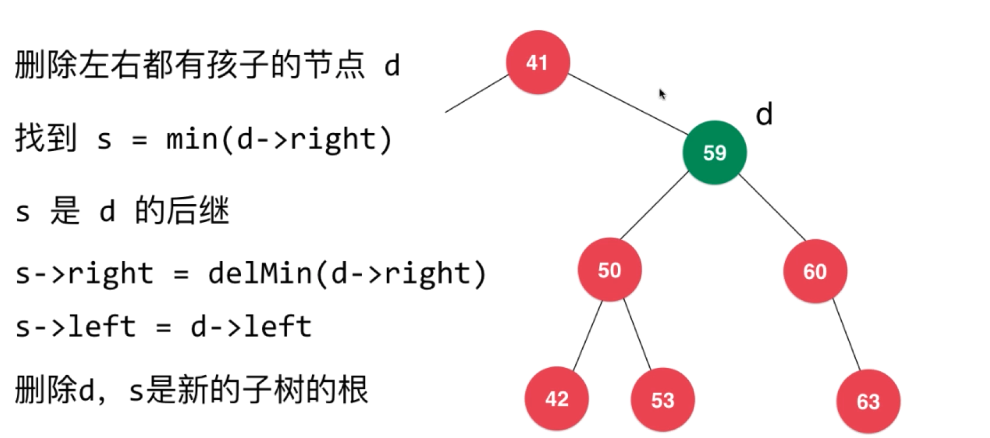 删除左右都有孩子的节点 d
找到 s = min(d->right)
s 是 d 的后继
s->right = delMin(d->right)
s->left = d->left
删除d，s是新的子树的根
41
d
59
50
60
42
53
63